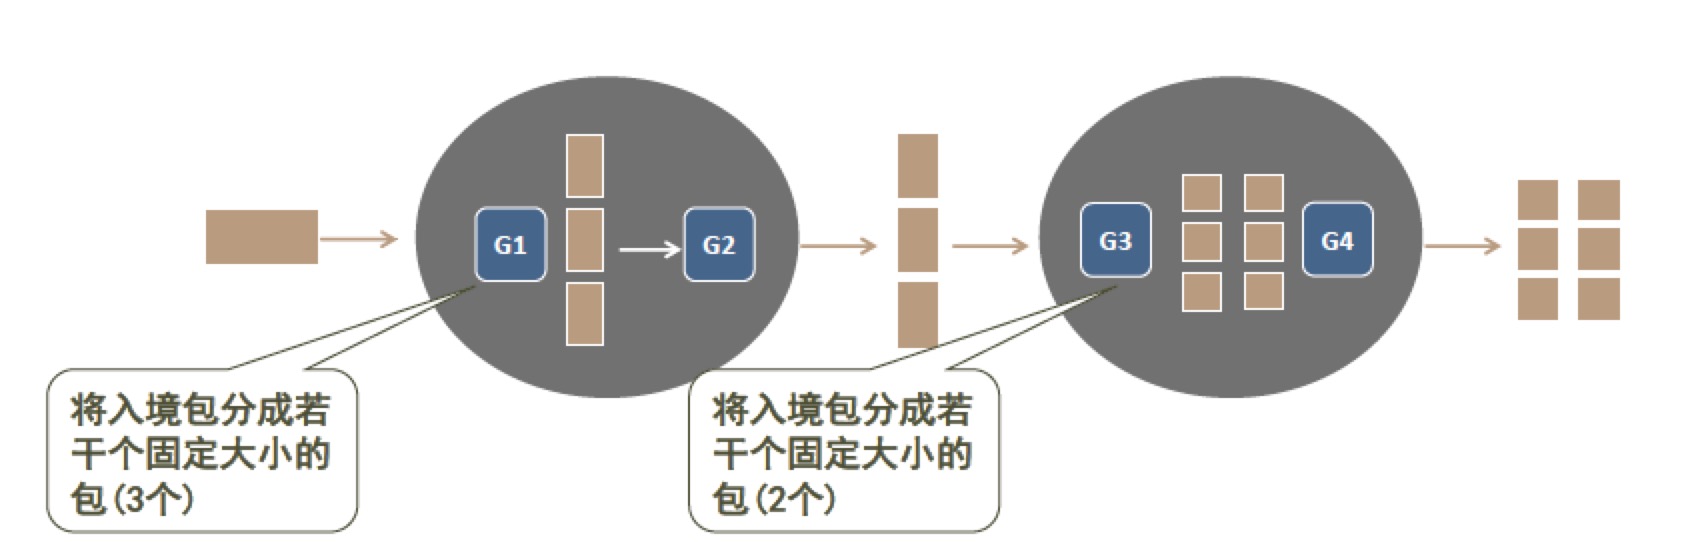 G1
G2
G3
G4
将入境包分成若
干个固定大小的
包(3个)
将入境包分成若
干个固定大小的
包(2个)